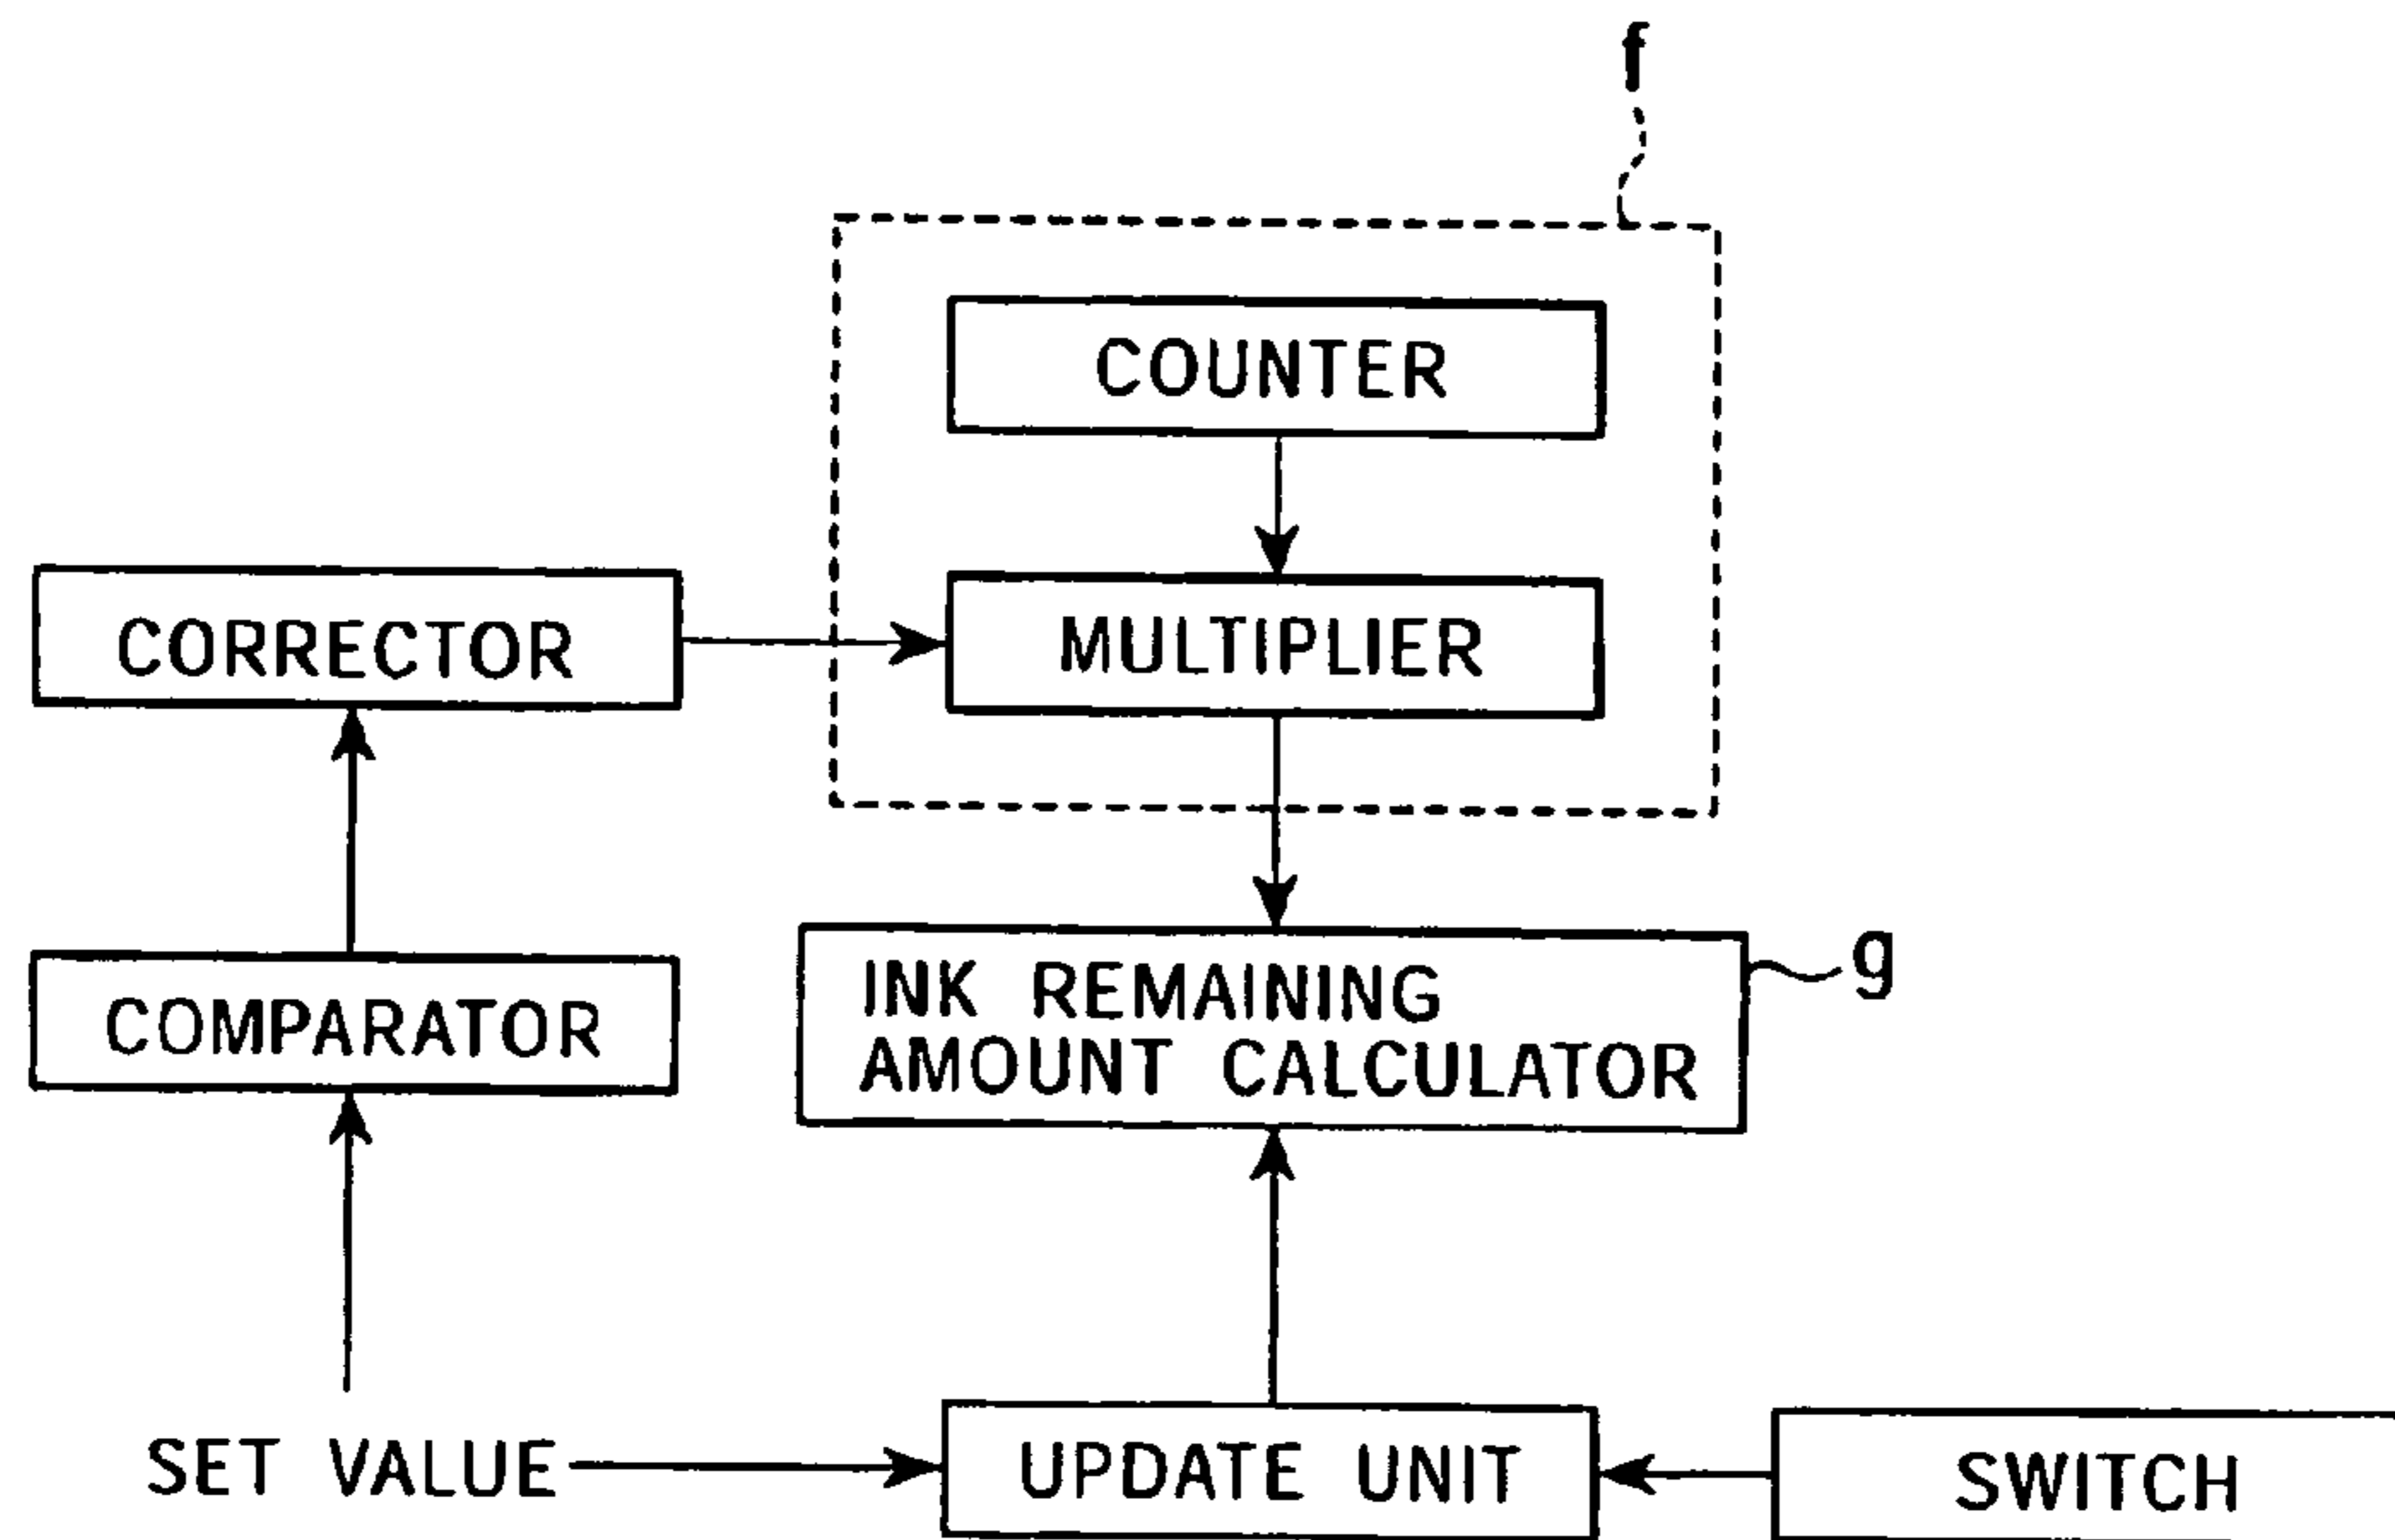 f
COUNTER
CORRECTOR
MULTIPLIER
COMPARATOR
INK REMAINING
AMOUNT CALCULATOR
g
SET VALUE
UPDATE UNIT
SWITCH